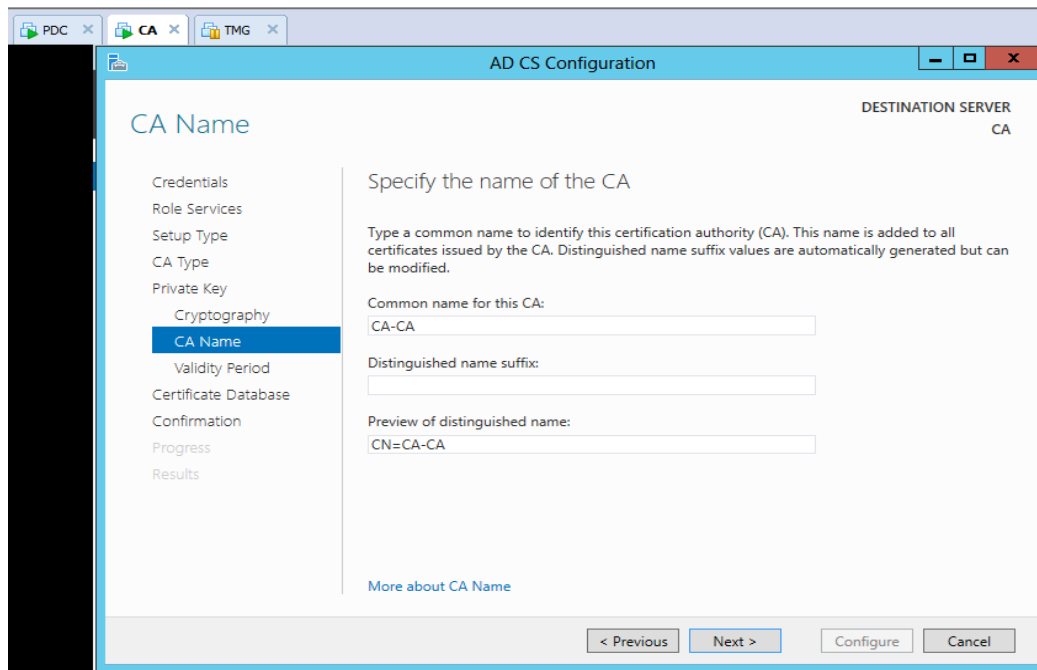 PDC
CA
TMG
AD CS Configuration
CA Name
DESTINATION SERVER
CA
Credentials
Role Services
Setup Type
CA Type
Private Key
Cryptography
CA Name
Validity Period
Certificate Database
Confirmation
Progress
Results
Specify the name of the CA
Type a common name to identify this certification authority (CA). This name is added to all
certificates issued by the CA. Distinguished name suffix values are automatically generated but can
be modified.
Common name for this CA:
CA-CA
Distinguished name suffix:
Preview of distinguished name:
CN=CA-CA
More about CA Name
< Previous
Next >
Configure
Cancel